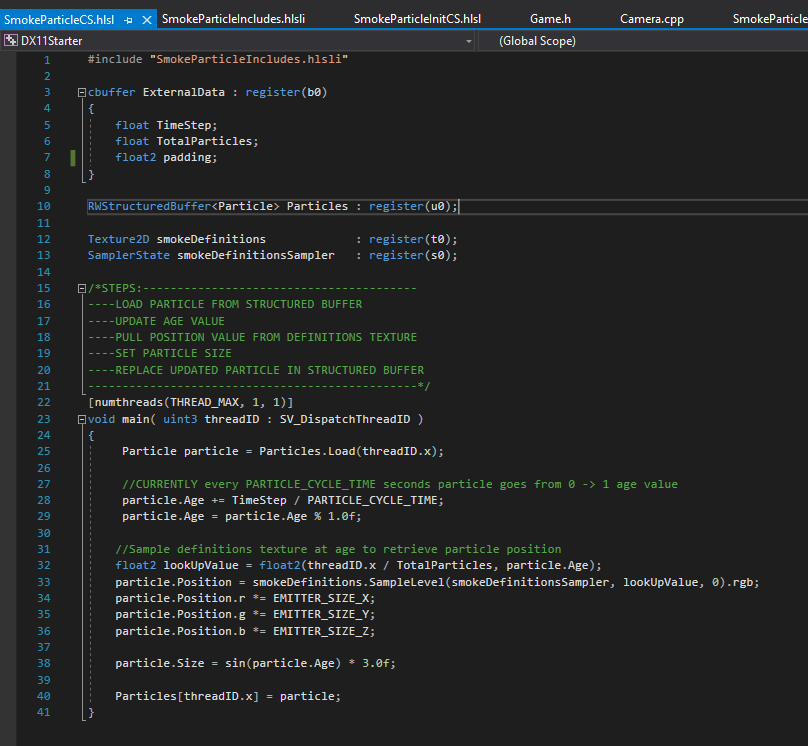 SmokeParticleCS.hlsl SmokeParticleIncludes.hlsli SmokeParticleInitCS.hlsl Game.h Camera.cpp SmokeParticle
DX11Starter (Global Scope)
1 #include "SmokeParticleIncludes.hlsli"
2
3 cbuffer ExternalData : register(b0)
4 {
5 float TimeStep;
6 float TotalParticles;
7 float2 padding;
8 }
9
10 RWStructuredBuffer<Particle> Particles : register(u0);
11
12 Texture2D smokeDefinitions : register(t0);
13 SamplerState smokeDefinitionsSampler : register(s0);
14
15 /*STEPS:----------------------------------------
16 ----LOAD PARTICLE FROM STRUCTURED BUFFER
17 ----UPDATE AGE VALUE
18 ----PULL POSITION VALUE FROM DEFINITIONS TEXTURE
19 ----SET PARTICLE SIZE
20 ----REPLACE UPDATED PARTICLE IN STRUCTURED BUFFER
21 ------------------------------------------------*/
22 [numthreads(THREAD_MAX, 1, 1)]
23 void main( uint3 threadID : SV_DispatchThreadID )
24 {
25 Particle particle = Particles.Load(threadID.x);
26
27 //CURRENTLY every PARTICLE_CYCLE_TIME seconds particle goes from 0 -> 1 age value
28 particle.Age += TimeStep / PARTICLE_CYCLE_TIME;
29 particle.Age = particle.Age % 1.0f;
30
31 //Sample definitions texture at age to retrieve particle position
32 float2 lookUpValue = float2(threadID.x / TotalParticles, particle.Age);
33 particle.Position = smokeDefinitions.SampleLevel(smokeDefinitionsSampler, lookUpValue, 0).rgb;
34 particle.Position.r *= EMITTER_SIZE_X;
35 particle.Position.g *= EMITTER_SIZE_Y;
36 particle.Position.b *= EMITTER_SIZE_Z;
37
38 particle.Size = sin(particle.Age) * 3.0f;
39
40 Particles[threadID.x] = particle;
41 }